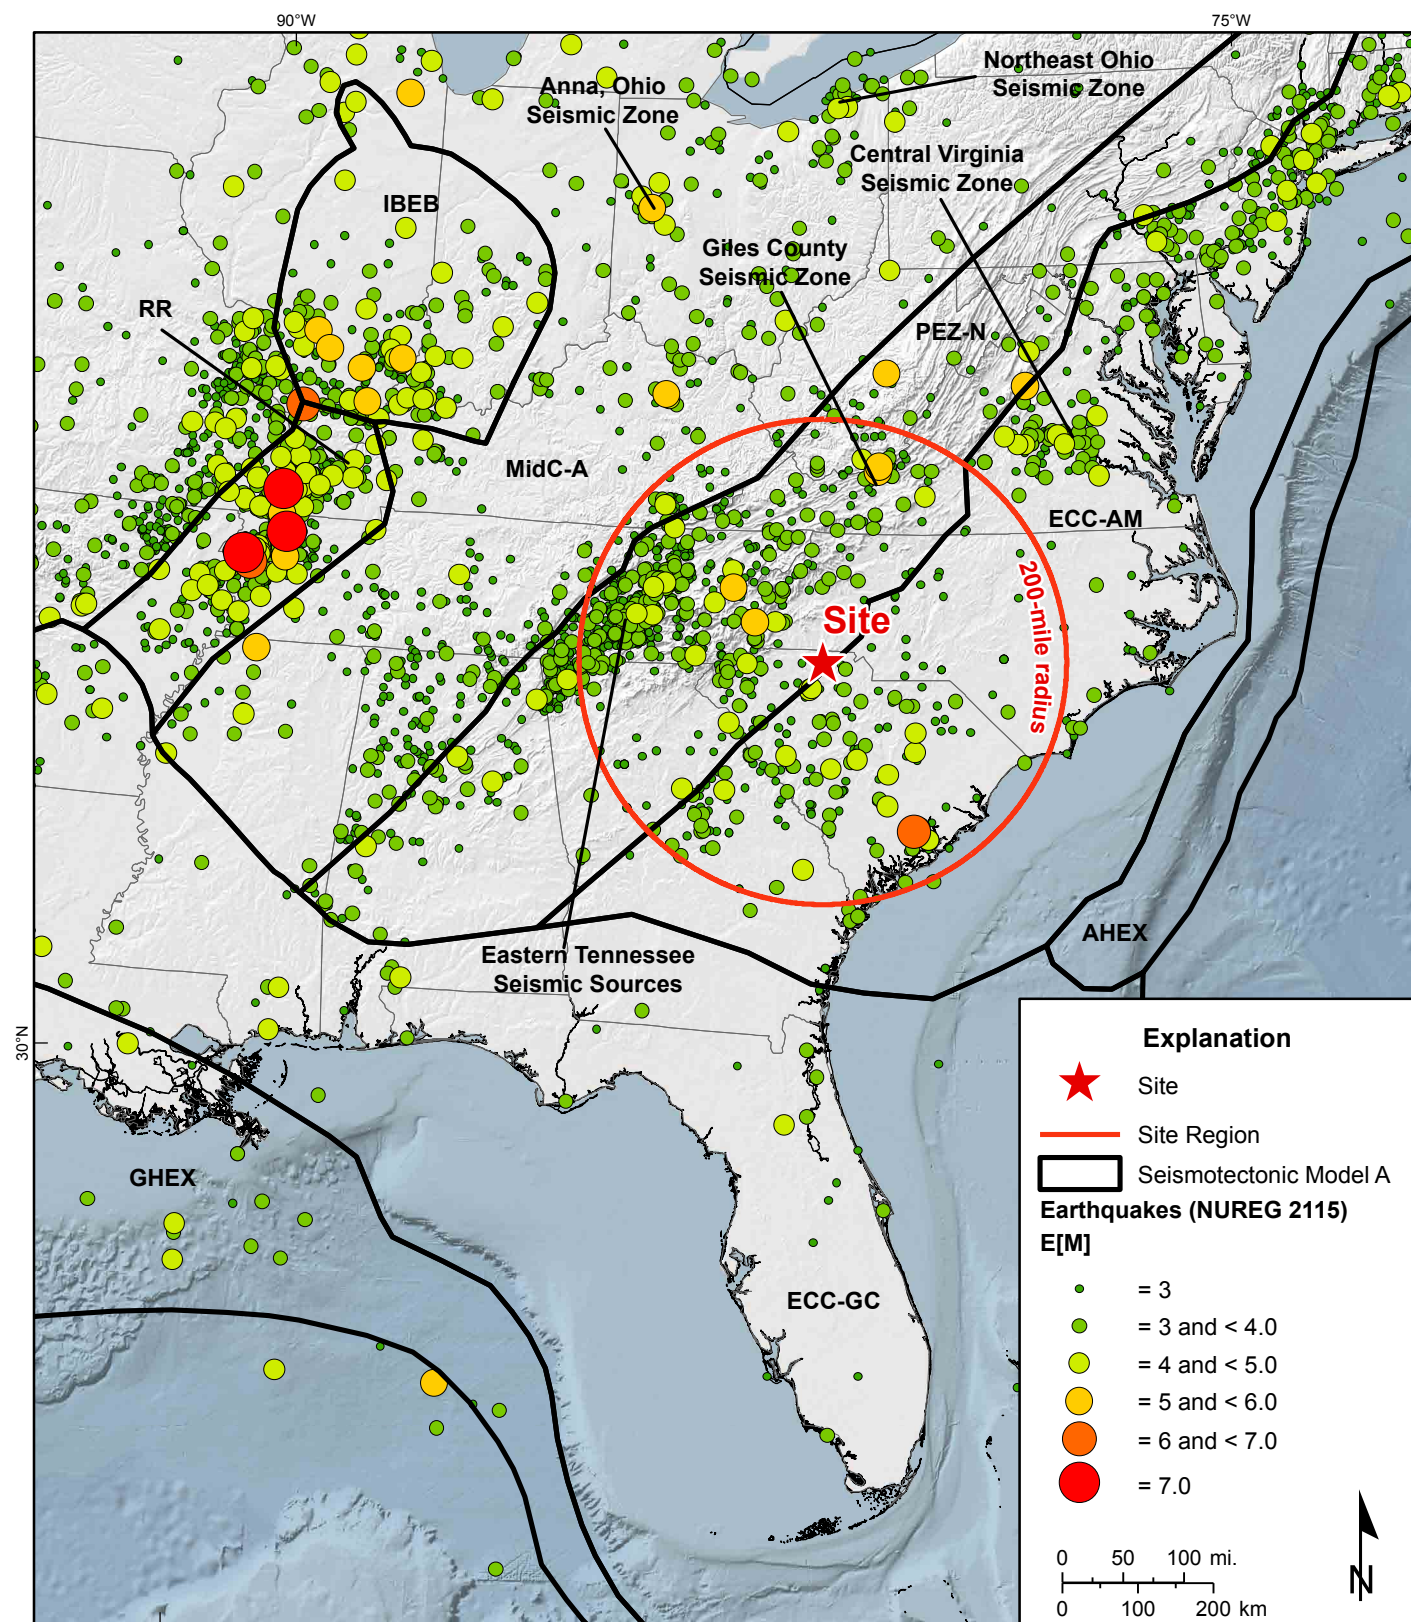 90°W
75°W
Northeast Ohio
Seismic Zone
Anna, Ohio
Seismic Zone
Central Virginia
Seismic Zone
IBEB
Giles County
Seismic Zone
RR
PEZ-N
MidC-A
ECC-AM
200-mile radius
Site
AHEX
Eastern Tennessee
Seismic Sources
30°N
GHEX
ECC-GC
Explanation
Site
Site Region
Seismotectonic Model A
Earthquakes (NUREG 2115)
E[M]
= 3
= 3 and < 4.0
= 4 and < 5.0
= 5 and < 6.0
= 6 and < 7.0
= 7.0
0 50 100 mi.
0 100 200 km
N